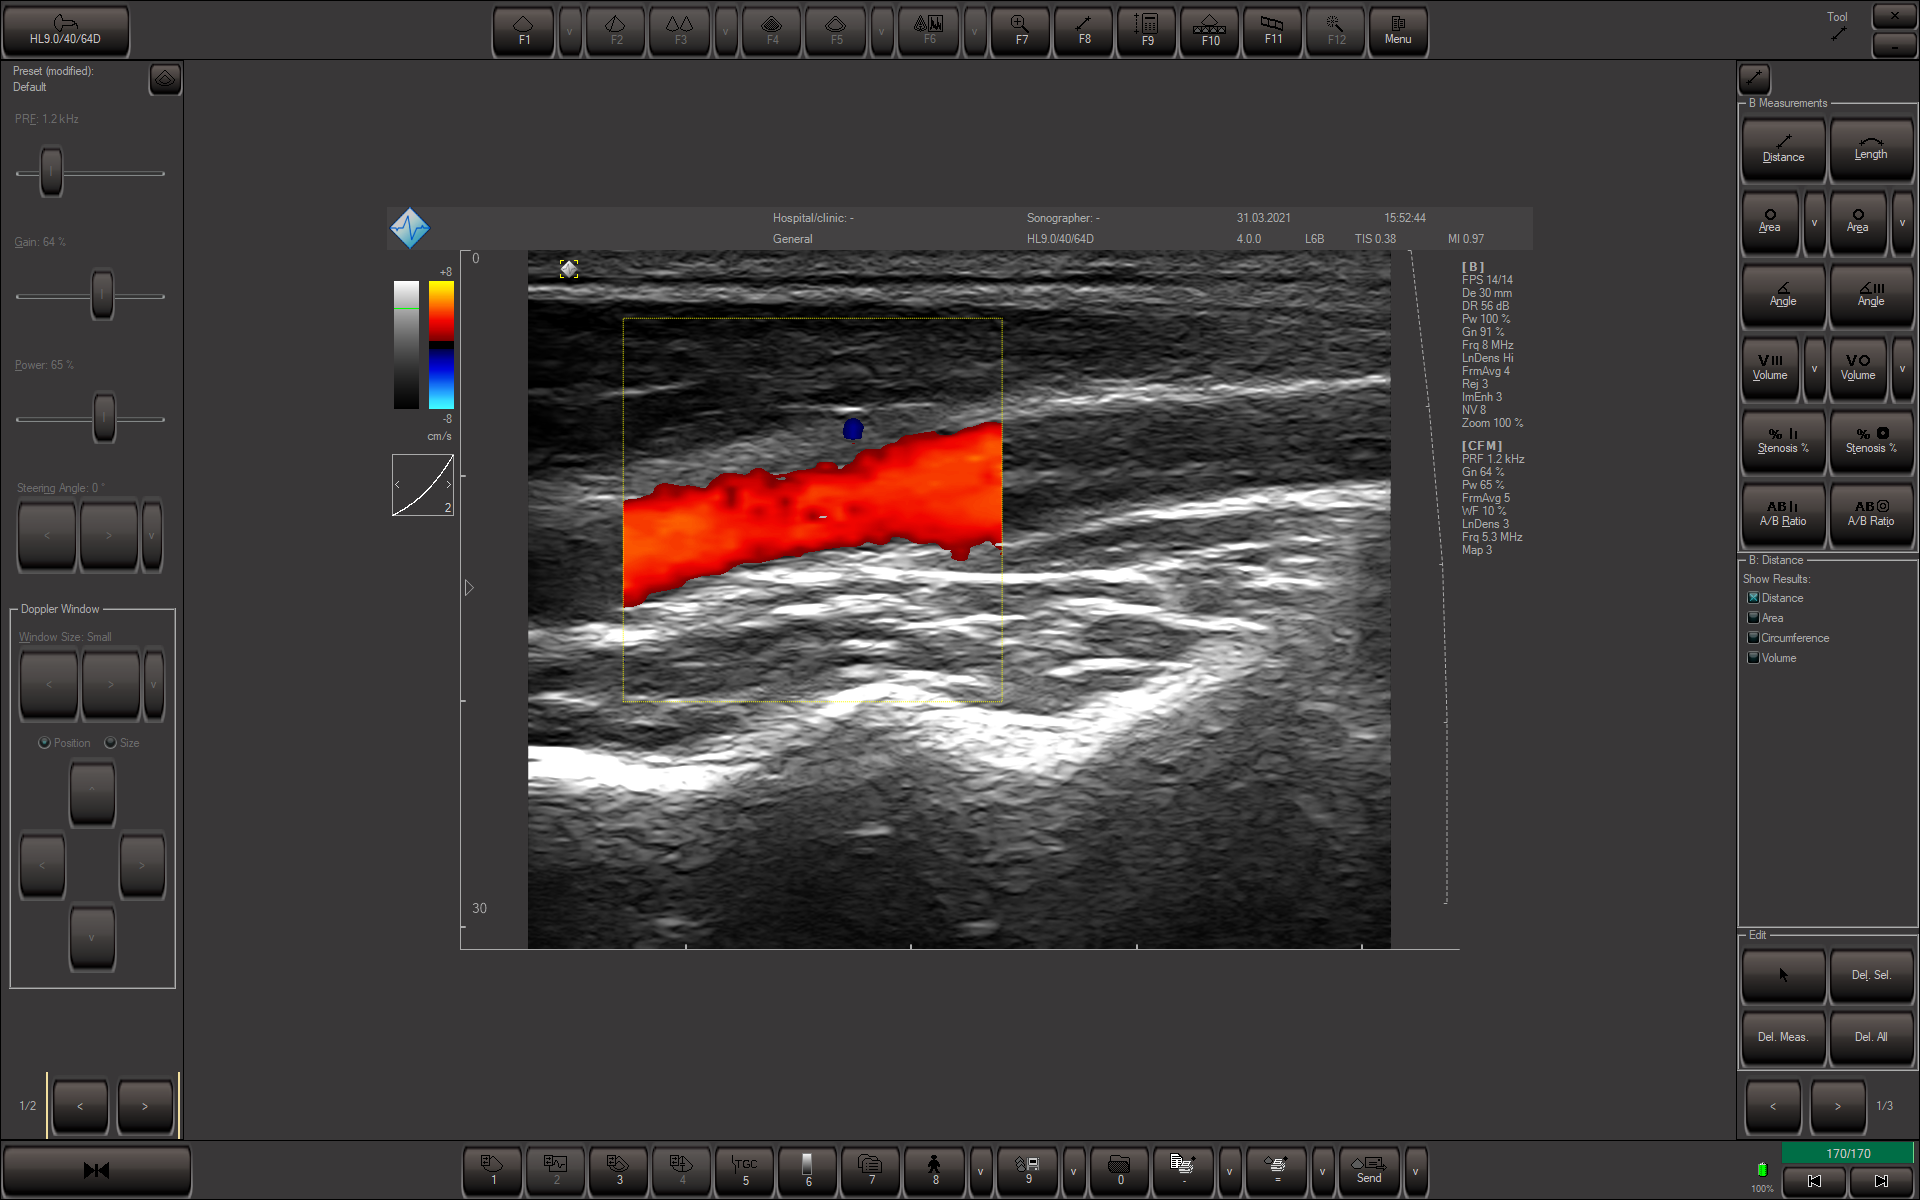 HL9.0/40/64D
F1
v
F2
F3
v
F4
F5
v
F6
v
F7
F8
F9
F10
F11
F12
Menu
Tool
×
-
Preset (modified):
Default
PRF: 1.2 kHz
Gain: 64 %
Power: 65 %
Steering Angle: 0 °
< > v
Doppler Window
Window Size: Small
< > v
Position Size
^
< >
v
1/2 < >
Hospital/clinic: - Sonographer: - 31.03.2021 15:52:44
General HL9.0/40/64D 4.0.0 L6B TIS 0.38 MI 0.97
+8
-8
cm/s
< >
2
0
30
[B]
FPS 14/14
De 30 mm
DR 56 dB
Pw 100 %
Gn 91 %
Frq 8 MHz
LnDens Hi
FrmAvg 4
Rej 3
ImEnh 3
NV 8
Zoom 100 %
[CFM]
PRF 1.2 kHz
Gn 64 %
Pw 65 %
FrmAvg 5
WF 10 %
LnDens 3
Frq 5.3 MHz
Map 3
B Measurements
Distance Length
Area v Area v
Angle Angle
V V
Volume v Volume v
% %
Stenosis % Stenosis %
AB AB
A/B Ratio A/B Ratio
B: Distance
Show Results:
Distance
Area
Circumference
Volume
Edit
Del. Sel.
Del. Meas. Del. All
< > 1/3
1
2
3
4
TGC
5
6
7
8
v
9
v
0
-
v
=
v
Send
v
100%
170/170